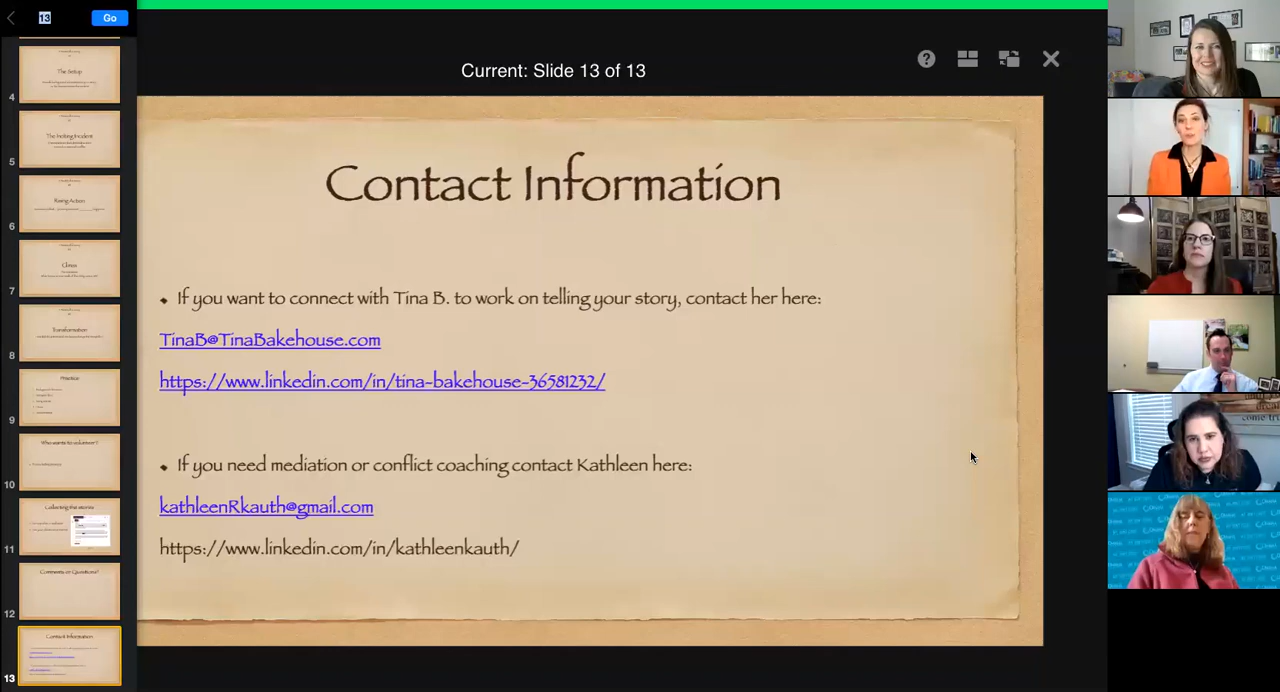 13
Go
Current: Slide 13 of 13
4
The Setup
5
The Inciting Incident
6
Rising Action
7
Climax
8
Transformation
9
Practice
10
Who wants to volunteer?
11
Collecting the stories
12
Comments or Questions?
13
Contact Information
Contact Information
If you want to connect with Tina B. to work on telling your story, contact her here:
TinaB@TinaBakehouse.com
https://www.linkedin.com/in/tina-bakehouse-36581232/
If you need mediation or conflict coaching contact Kathleen here:
kathleenRkauth@gmail.com
https://www.linkedin.com/in/kathleenkauth/